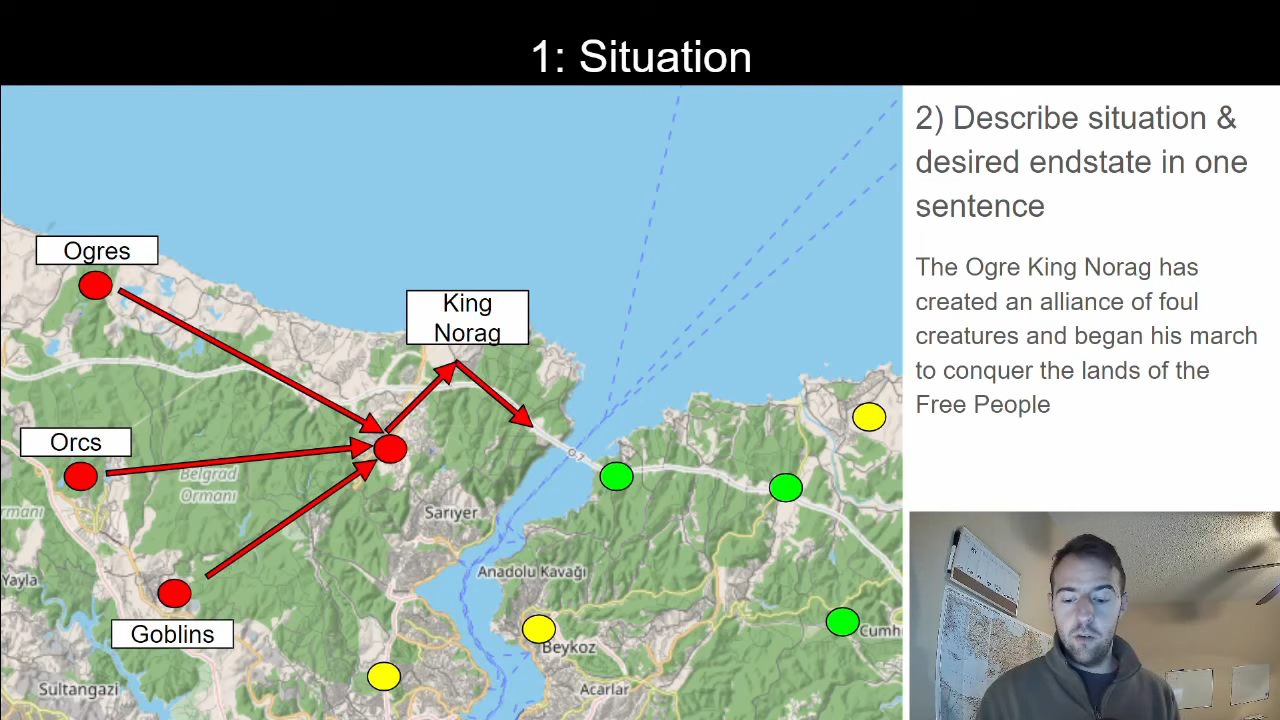 1: Situation
2) Describe situation &
desired endstate in one
sentence
The Ogre King Norag has
created an alliance of foul
creatures and began his march
to conquer the lands of the
Free People
Ogres
King
Norag
Orcs
Belgrad
Ormanı
O.7
Sarıyer
Anadolu Kavağı
Yayla
Goblins
Beykoz
Sultangazi
Acarlar